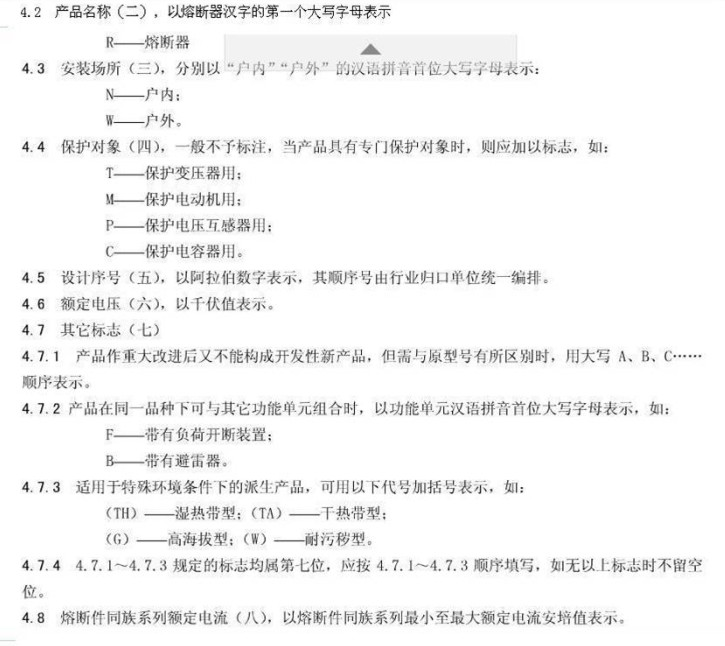 4.2 产品名称（二），以熔断器汉字的第一个大写字母表示
R——熔断器
4.3 安装场所（三），分别以“户内”“户外”的汉语拼音首位大写字母表示：
N——户内；
W——户外。
4.4 保护对象（四），一般不予标注，当产品具有专门保护对象时，则应加以标志，如：
T——保护变压器用；
M——保护电动机用；
P——保护电压互感器用；
C——保护电容器用。
4.5 设计序号（五），以阿拉伯数字表示，其顺序号由行业归口单位统一编排。
4.6 额定电压（六），以千伏值表示。
4.7 其它标志（七）
4.7.1 产品作重大改进后又不能构成开发性新产品，但需与原型号有所区别时，用大写 A、B、C……
顺序表示。
4.7.2 产品在同一品种下可与其它功能单元组合时，以功能单元汉语拼音首位大写字母表示，如：
F——带有负荷开断装置；
B——带有避雷器。
4.7.3 适用于特殊环境条件下的派生产品，可用以下代号加括号表示，如：
（TH）——湿热带型；（TA）——干热带型；
（G）——高海拔型；（W）——耐污秽型。
4.7.4 4.7.1～4.7.3 规定的标志均属第七位，应按 4.7.1～4.7.3 顺序填写，如无以上标志时不留空
位。
4.8 熔断件同族系列额定电流（八），以熔断件同族系列最小至最大额定电流安培值表示。